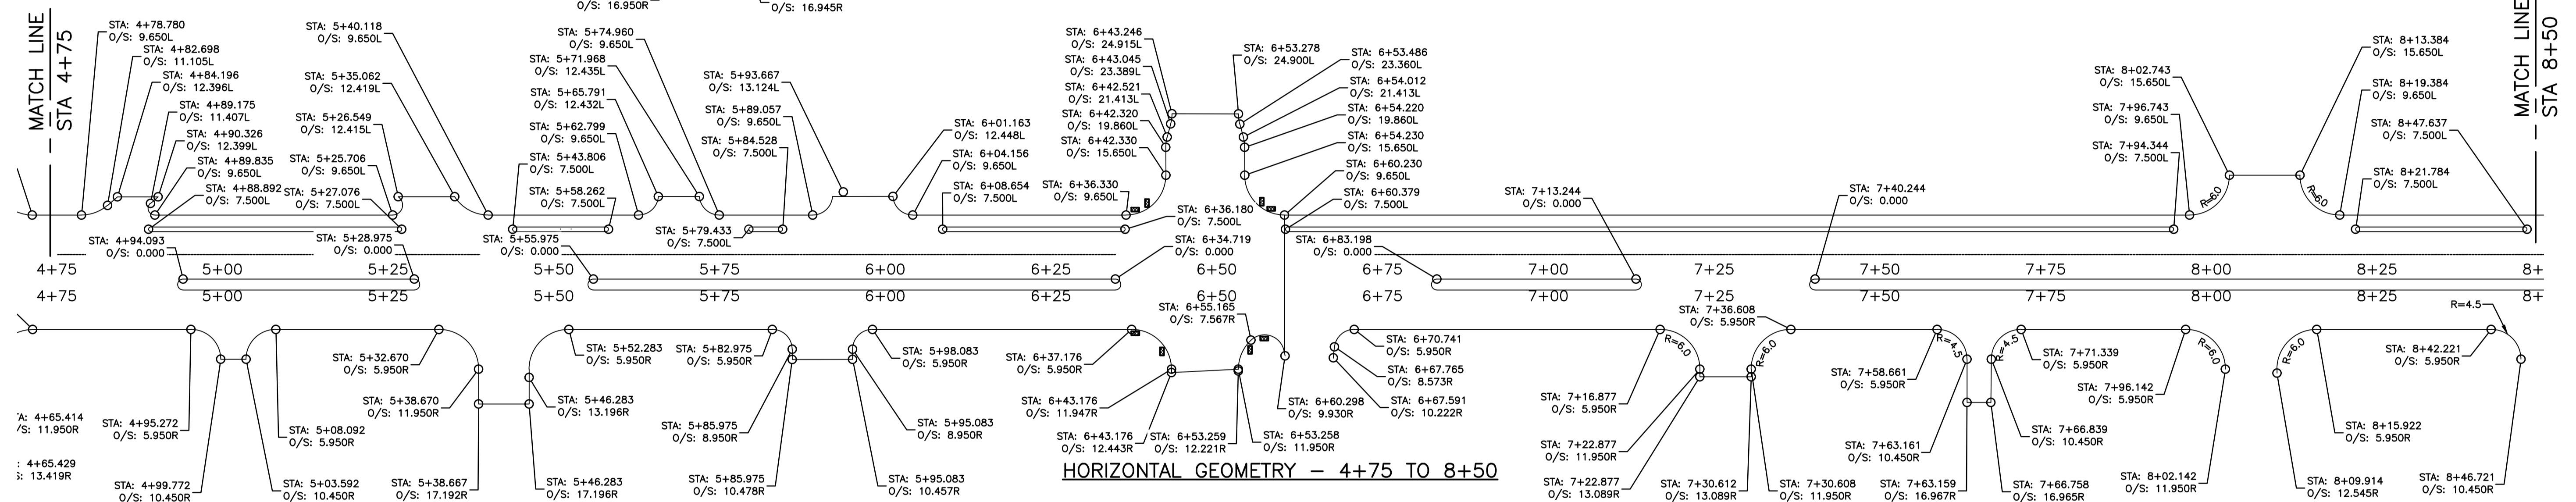 O/S: 16.950R
O/S: 16.945R
MATCH LINE
STA 4+75
STA: 4+78.780
O/S: 9.650L
STA: 4+82.698
O/S: 11.105L
STA: 4+84.196
O/S: 12.396L
STA: 4+89.175
O/S: 11.407L
STA: 4+90.326
O/S: 12.399L
STA: 4+89.835
O/S: 9.650L
STA: 4+88.892
O/S: 7.500L
STA: 4+94.093
O/S: 0.000
STA: 5+40.118
O/S: 9.650L
STA: 5+35.062
O/S: 12.419L
STA: 5+26.549
O/S: 12.415L
STA: 5+25.706
O/S: 9.650L
STA: 5+27.076
O/S: 7.500L
STA: 5+28.975
O/S: 0.000
STA: 5+74.960
O/S: 9.650L
STA: 5+71.968
O/S: 12.435L
STA: 5+65.791
O/S: 12.432L
STA: 5+62.799
O/S: 9.650L
STA: 5+43.806
O/S: 7.500L
STA: 5+58.262
O/S: 7.500L
STA: 5+55.975
O/S: 0.000
STA: 5+93.667
O/S: 13.124L
STA: 5+89.057
O/S: 9.650L
STA: 5+84.528
O/S: 7.500L
STA: 5+79.433
O/S: 7.500L
STA: 6+01.163
O/S: 12.448L
STA: 6+04.156
O/S: 9.650L
STA: 6+08.654
O/S: 7.500L
STA: 6+43.246
O/S: 24.915L
STA: 6+43.045
O/S: 23.389L
STA: 6+42.521
O/S: 21.413L
STA: 6+42.320
O/S: 19.860L
STA: 6+42.330
O/S: 15.650L
STA: 6+36.330
O/S: 9.650L
STA: 6+36.180
O/S: 7.500L
STA: 6+34.719
O/S: 0.000
STA: 6+53.278
O/S: 24.900L
STA: 6+53.486
O/S: 23.360L
STA: 6+54.012
O/S: 21.413L
STA: 6+54.220
O/S: 19.860L
STA: 6+54.230
O/S: 15.650L
STA: 6+60.230
O/S: 9.650L
STA: 6+60.379
O/S: 7.500L
STA: 6+83.198
O/S: 0.000
STA: 7+13.244
O/S: 0.000
STA: 7+40.244
O/S: 0.000
STA: 8+02.743
O/S: 15.650L
STA: 7+96.743
O/S: 9.650L
STA: 7+94.344
O/S: 7.500L
R=6.0
R=6.0
STA: 8+13.384
O/S: 15.650L
STA: 8+19.384
O/S: 9.650L
STA: 8+47.637
O/S: 7.500L
STA: 8+21.784
O/S: 7.500L
MATCH LINE
STA 8+50
4+75 5+00 5+25 5+50 5+75 6+00 6+25 6+50 6+75 7+00 7+25 7+50 7+75 8+00 8+25 8+
4+75 5+00 5+25 5+50 5+75 6+00 6+25 6+50 6+75 7+00 7+25 7+50 7+75 8+00 8+25 8+
A: 4+65.414
/S: 11.950R
: 4+65.429
S: 13.419R
STA: 4+95.272
O/S: 5.950R
STA: 4+99.772
O/S: 10.450R
STA: 5+08.092
O/S: 5.950R
STA: 5+03.592
O/S: 10.450R
STA: 5+32.670
O/S: 5.950R
STA: 5+38.670
O/S: 11.950R
STA: 5+38.667
O/S: 17.192R
STA: 5+52.283
O/S: 5.950R
STA: 5+46.283
O/S: 13.196R
STA: 5+46.283
O/S: 17.196R
STA: 5+82.975
O/S: 5.950R
STA: 5+85.975
O/S: 8.950R
STA: 5+85.975
O/S: 10.478R
STA: 5+98.083
O/S: 5.950R
STA: 5+95.083
O/S: 8.950R
STA: 5+95.083
O/S: 10.457R
STA: 6+37.176
O/S: 5.950R
STA: 6+43.176
O/S: 11.947R
STA: 6+43.176
O/S: 12.443R
STA: 6+55.165
O/S: 7.567R
STA: 6+53.259
O/S: 12.221R
STA: 6+53.258
O/S: 11.950R
STA: 6+60.298
O/S: 9.930R
STA: 6+70.741
O/S: 5.950R
STA: 6+67.765
O/S: 8.573R
STA: 6+67.591
O/S: 10.222R
STA: 7+16.877
O/S: 5.950R
STA: 7+22.877
O/S: 11.950R
STA: 7+22.877
O/S: 13.089R
R=6.0
R=6.0
STA: 7+36.608
O/S: 5.950R
STA: 7+30.612
O/S: 13.089R
STA: 7+30.608
O/S: 11.950R
STA: 7+58.661
O/S: 5.950R
STA: 7+63.161
O/S: 10.450R
STA: 7+63.159
O/S: 16.967R
R=4.5
R=4.5
STA: 7+71.339
O/S: 5.950R
STA: 7+66.839
O/S: 10.450R
STA: 7+66.758
O/S: 16.965R
STA: 7+96.142
O/S: 5.950R
STA: 8+02.142
O/S: 11.950R
R=6.0
R=6.0
STA: 8+15.922
O/S: 5.950R
STA: 8+09.914
O/S: 12.545R
R=4.5
STA: 8+42.221
O/S: 5.950R
STA: 8+46.721
O/S: 10.450R
HORIZONTAL GEOMETRY – 4+75 TO 8+50